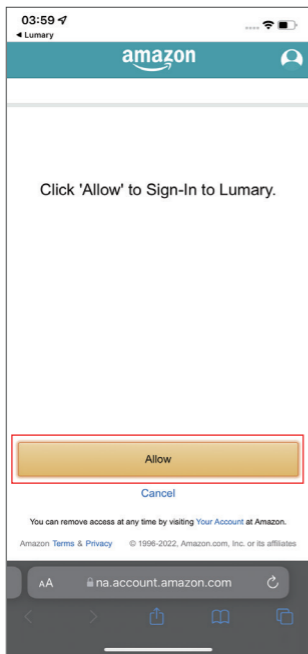 03:59
◀ Lumary
amazon
Click 'Allow' to Sign-In to Lumary.
Allow
Cancel
You can remove access at any time by visiting Your Account at Amazon.
Amazon Terms & Privacy © 1996-2022, Amazon.com, Inc. or its affiliates
AA na.account.amazon.com